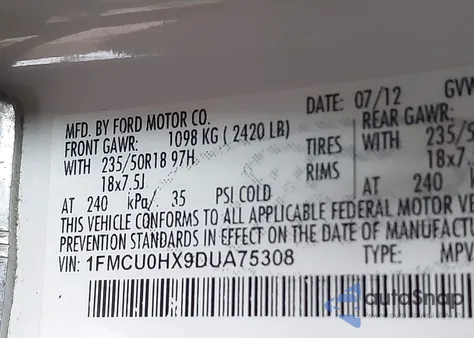 MFD. BY FORD MOTOR CO.
DATE: 07/12 GVW
FRONT GAWR: 1098 KG ( 2420 LB)
REAR GAWR:
WITH 235/50R18 97H TIRES 235/5
18x7.5J RIMS 18x7.
AT 240 kPa/ 35 PSI COLD AT 240
THIS VEHICLE CONFORMS TO ALL APPLICABLE FEDERAL MOTOR VE
PREVENTION STANDARDS IN EFFECT ON THE DATE OF MANUFACTU
VIN: 1FMCU0HX9DUA75308 TYPE: MPV
autoSnap